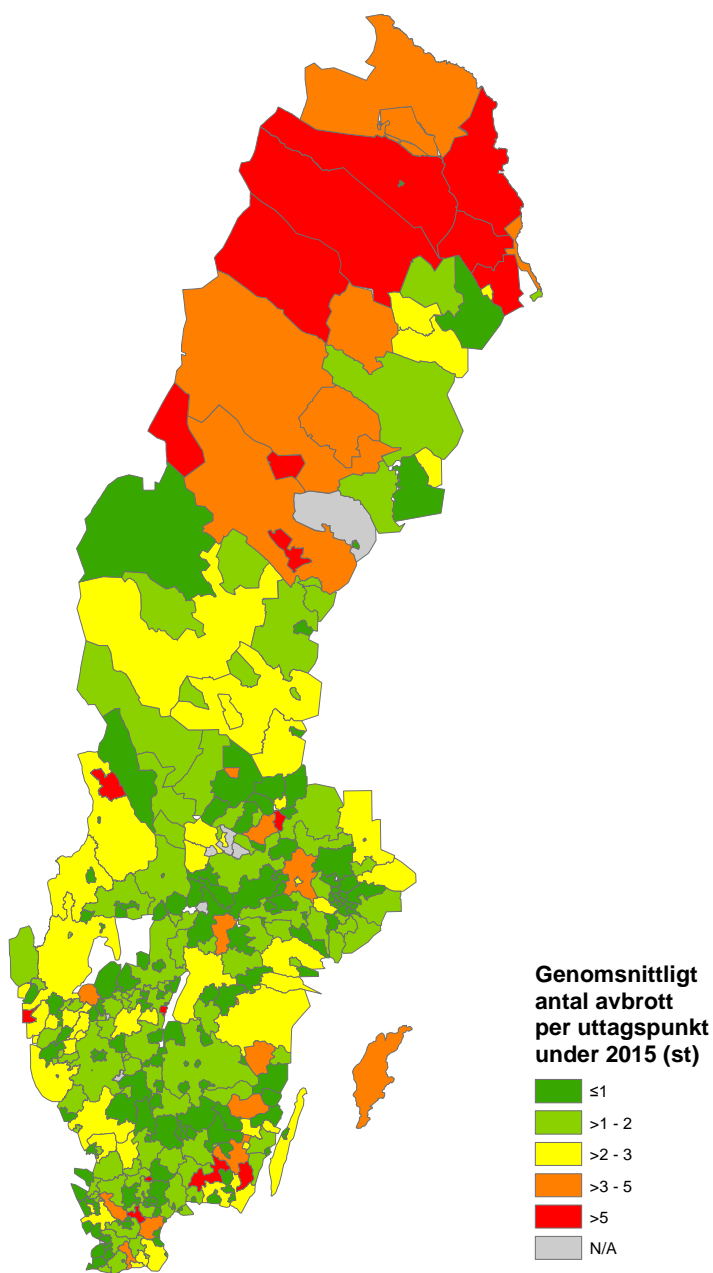 Genomsnittligt
antal avbrott
per uttagspunkt
under 2015 (st)
≤1
>1 - 2
>2 - 3
>3 - 5
>5
N/A